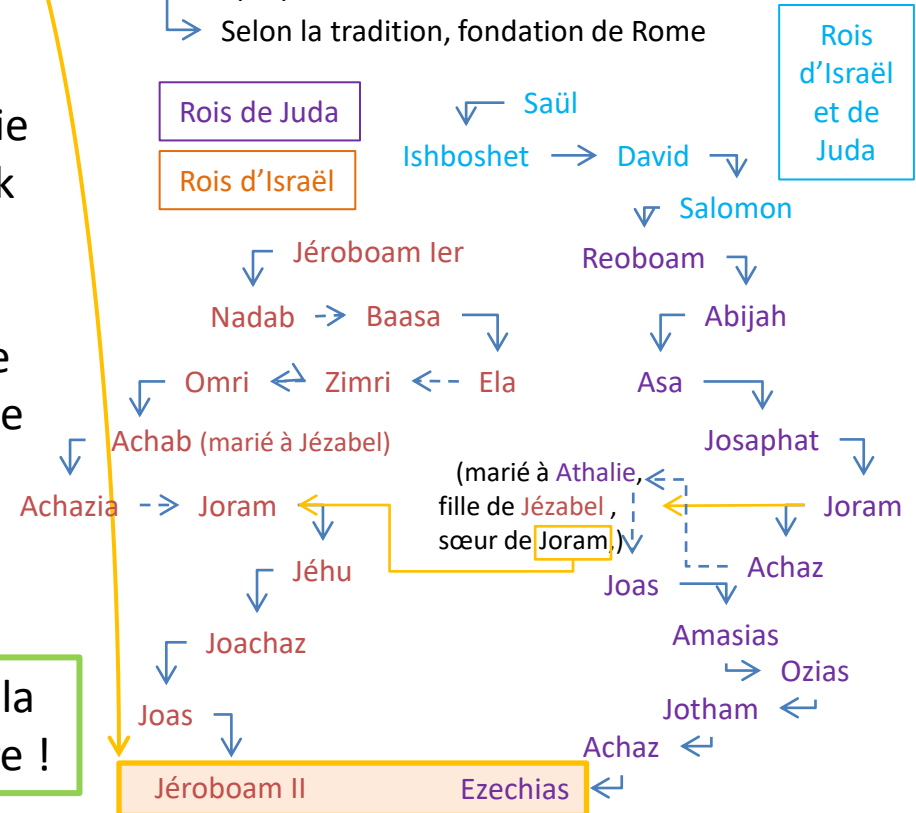 Selon la tradition, fondation de Rome
Rois
d'Israël
et de
Juda
Rois de Juda
Rois d'Israël
ie
k
e
e
la
e !
Saül
Ishboshet
David
Salomon
Jéroboam Ier
Reoboam
Nadab
Baasa
Abijah
Omri
Zimri
Ela
Asa
Achab (marié à Jézabel)
Josaphat
Achazia
Joram
(marié à Athalie,
fille de Jézabel ,
sœur de Joram,)
Joram
Jéhu
Joas
Achaz
Joachaz
Amasias
Ozias
Joas
Jotham
Achaz
Jéroboam II
Ezechias